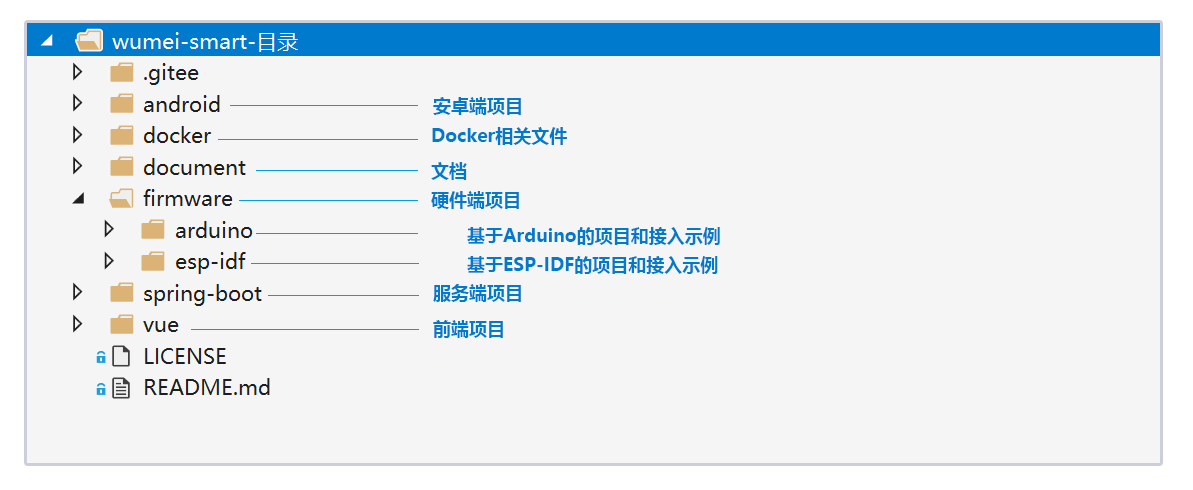 wumei-smart-目录
.gitee
android 安卓端项目
docker Docker相关文件
document 文档
firmware 硬件端项目
arduino 基于Arduino的项目和接入示例
esp-idf 基于ESP-IDF的项目和接入示例
spring-boot 服务端项目
vue 前端项目
LICENSE
README.md